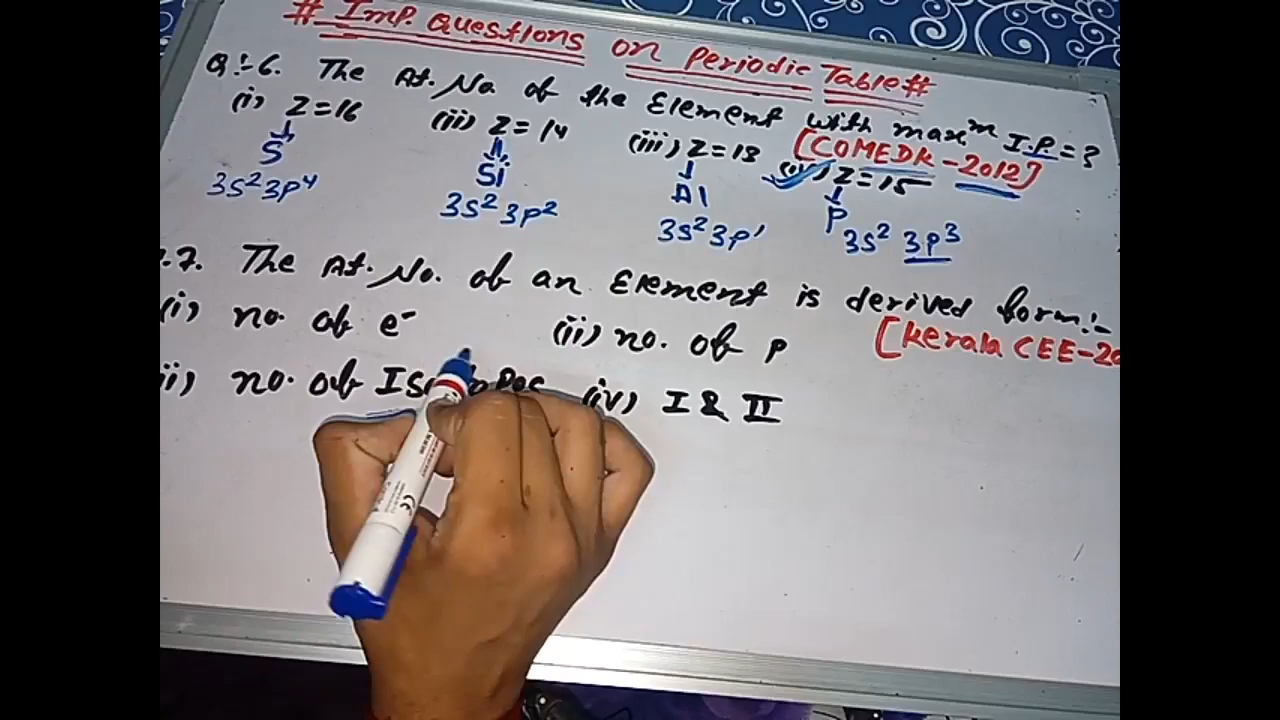 # Imp. Questions on Periodic Table #
Q:-6. The At. No. of the Element with maxm I.P. = ?
[COMEDK-2012]
(i) Z=16 (ii) Z=14 (iii) Z=13 (iv) Z=15
S Si Al P
3s² 3p⁴ 3s² 3p² 3s² 3p¹ 3s² 3p³
.7. The At. No. of an Element is derived form:-
[Kerala CEE-20
(i) no. of e⁻ (ii) no. of p
ii) no. of (iv) I & II